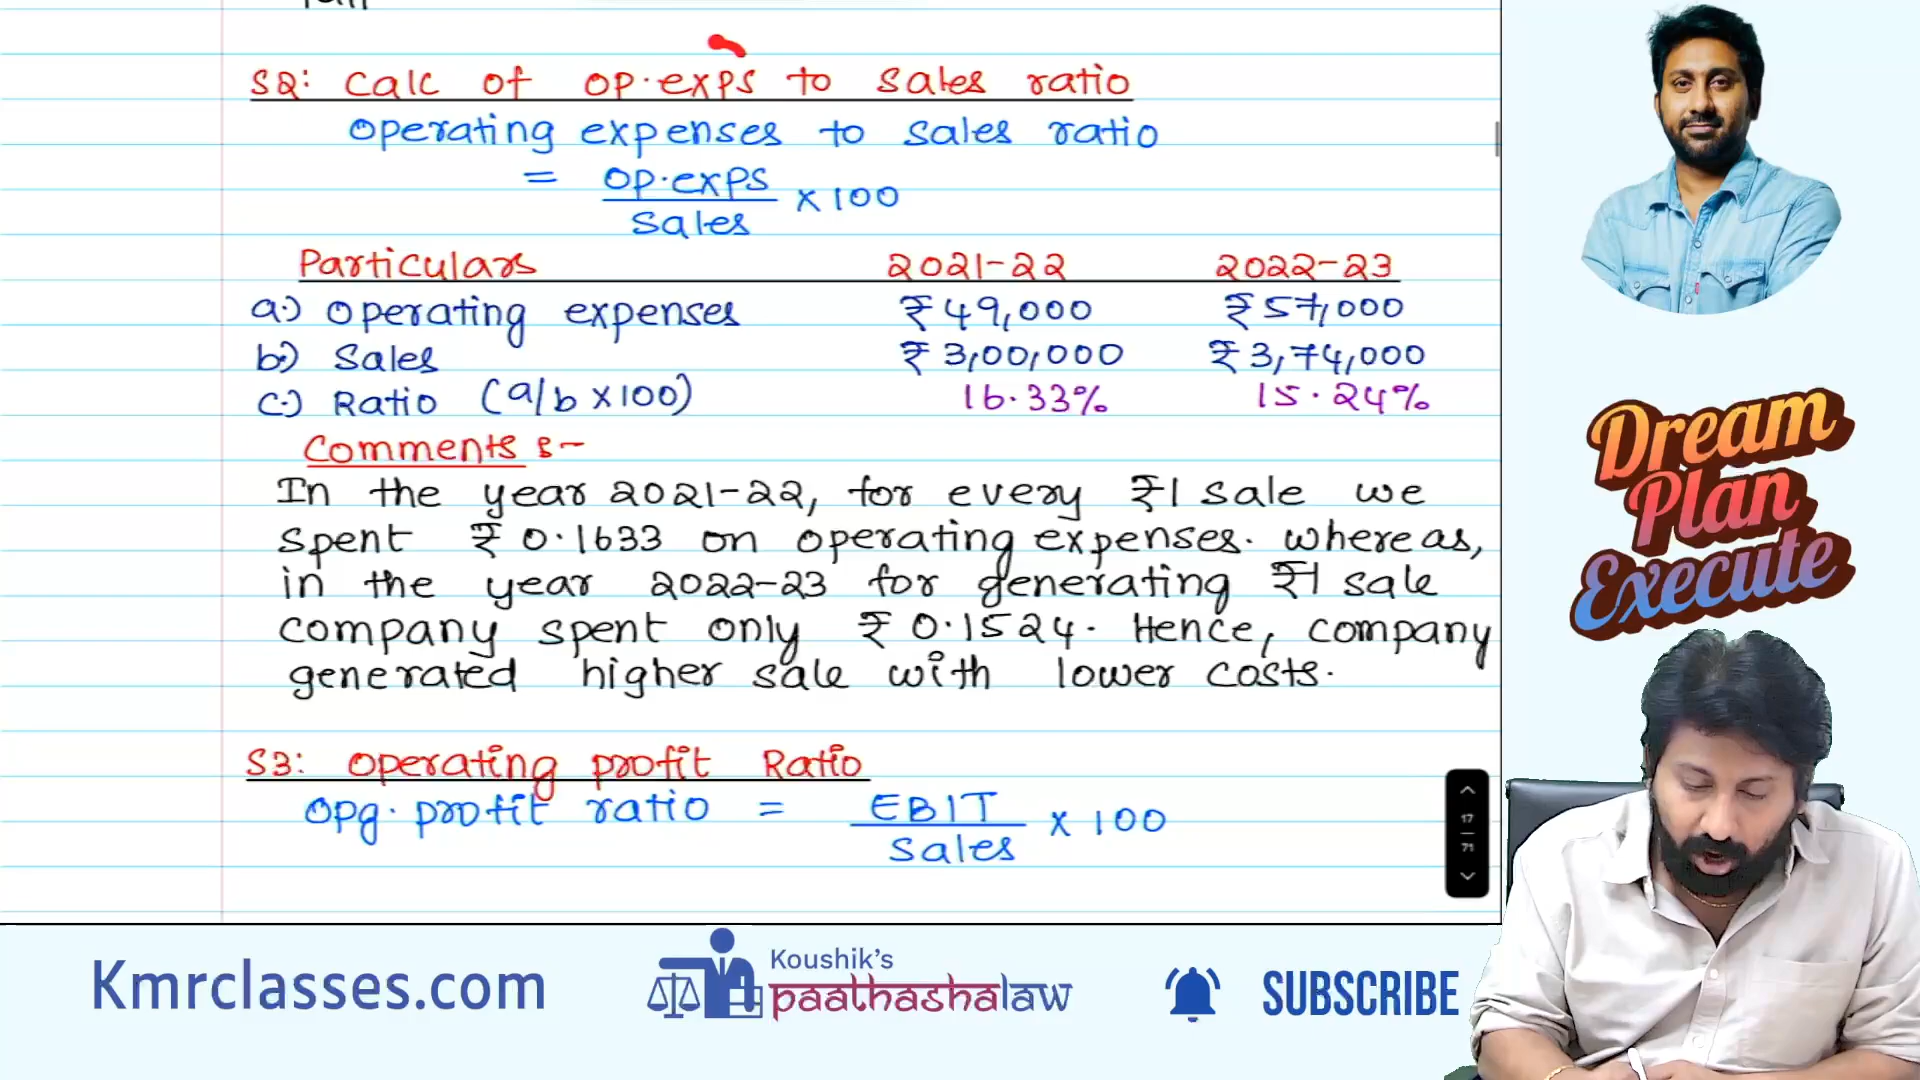 S2: Calc of op.exps to sales ratio
Operating expenses to sales ratio
= op.exps / Sales × 100
Particulars 2021-22 2022-23
a.) Operating expenses ₹49,000 ₹57,000
b.) Sales ₹3,00,000 ₹3,74,000
c.) Ratio (a/b×100) 16.33% 15.24%
Comments :-
In the year 2021-22, for every ₹1 sale we
spent ₹0.1633 on operating expenses. whereas,
in the year 2022-23 for generating ₹1 sale
company spent only ₹0.1524. Hence, company
generated higher sale with lower costs.
S3: Operating profit Ratio
Opg. profit ratio = EBIT / Sales × 100
17
71
Dream
Plan
Execute
Kmrclasses.com
Koushik's
paathashalaw
SUBSCRIBE